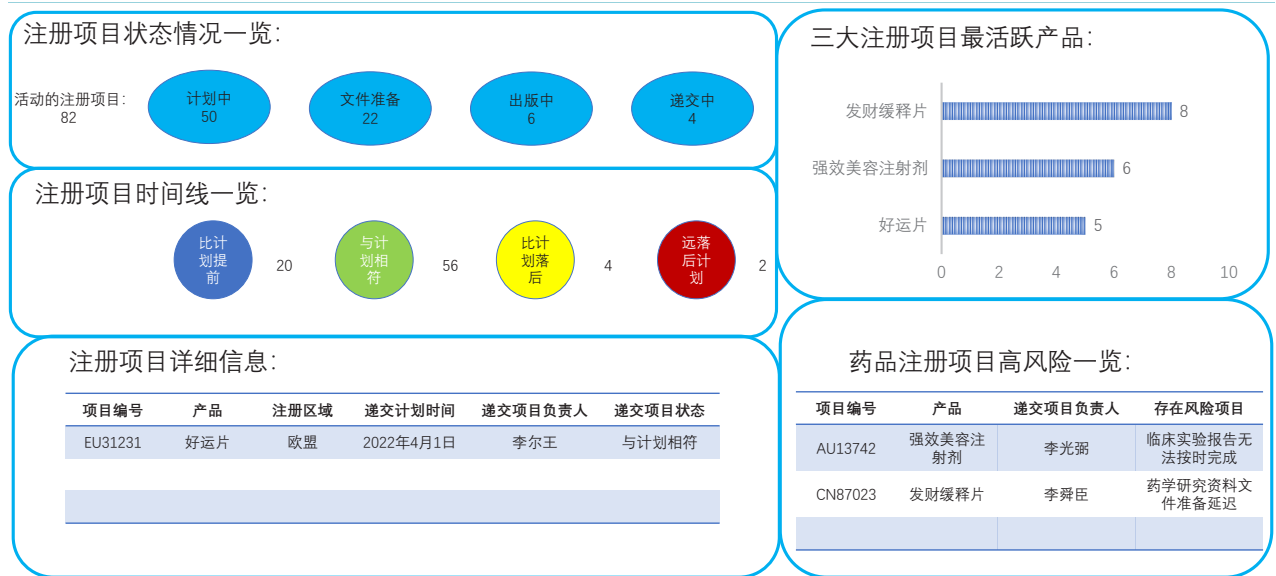 注册项目状态情况一览：
活动的注册项目：
82
计划中
50
文件准备
22
出版中
6
递交中
4
注册项目时间线一览：
比计
划提
前
20
与计
划相
符
56
比计
划落
后
4
远落
后计
划
2
注册项目详细信息：
项目编号 产品 注册区域 递交计划时间 递交项目负责人 递交项目状态
EU31231 好运片 欧盟 2022年4月1日 李尔王 与计划相符
三大注册项目最活跃产品：
发财缓释片 8
强效美容注射剂 6
好运片 5
0 2 4 6 8 10
药品注册项目高风险一览：
项目编号 产品 递交项目负责人 存在风险项目
AU13742 强效美容注
射剂 李光弼 临床实验报告无
法按时完成
CN87023 发财缓释片 李舜臣 药学研究资料文
件准备延迟